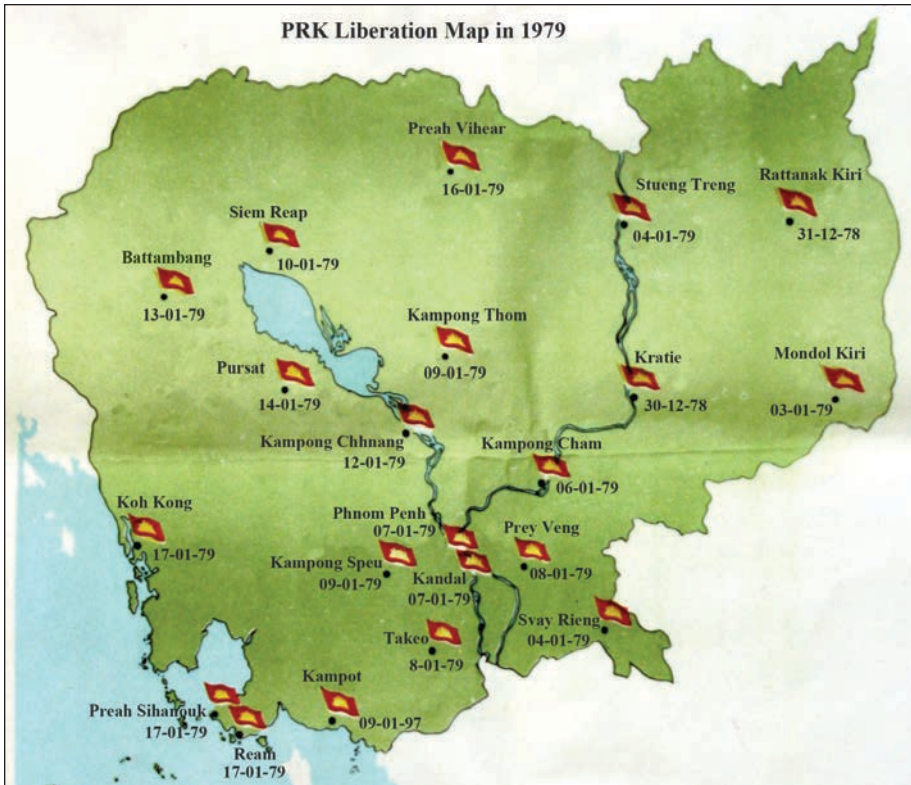 PRK Liberation Map in 1979
Preah Vihear
16-01-79
Stueng Treng
04-01-79
Rattanak Kiri
31-12-78
Siem Reap
10-01-79
Battambang
13-01-79
Kampong Thom
09-01-79
Pursat
14-01-79
Kratie
30-12-78
Mondol Kiri
03-01-79
Kampong Chhnang
12-01-79
Kampong Cham
06-01-79
Koh Kong
17-01-79
Phnom Penh
07-01-79
Prey Veng
08-01-79
Kampong Speu
09-01-79
Kandal
07-01-79
Svay Rieng
04-01-79
Takeo
8-01-79
Kampot
09-01-97
Preah Sihanouk
17-01-79
Ream
17-01-79